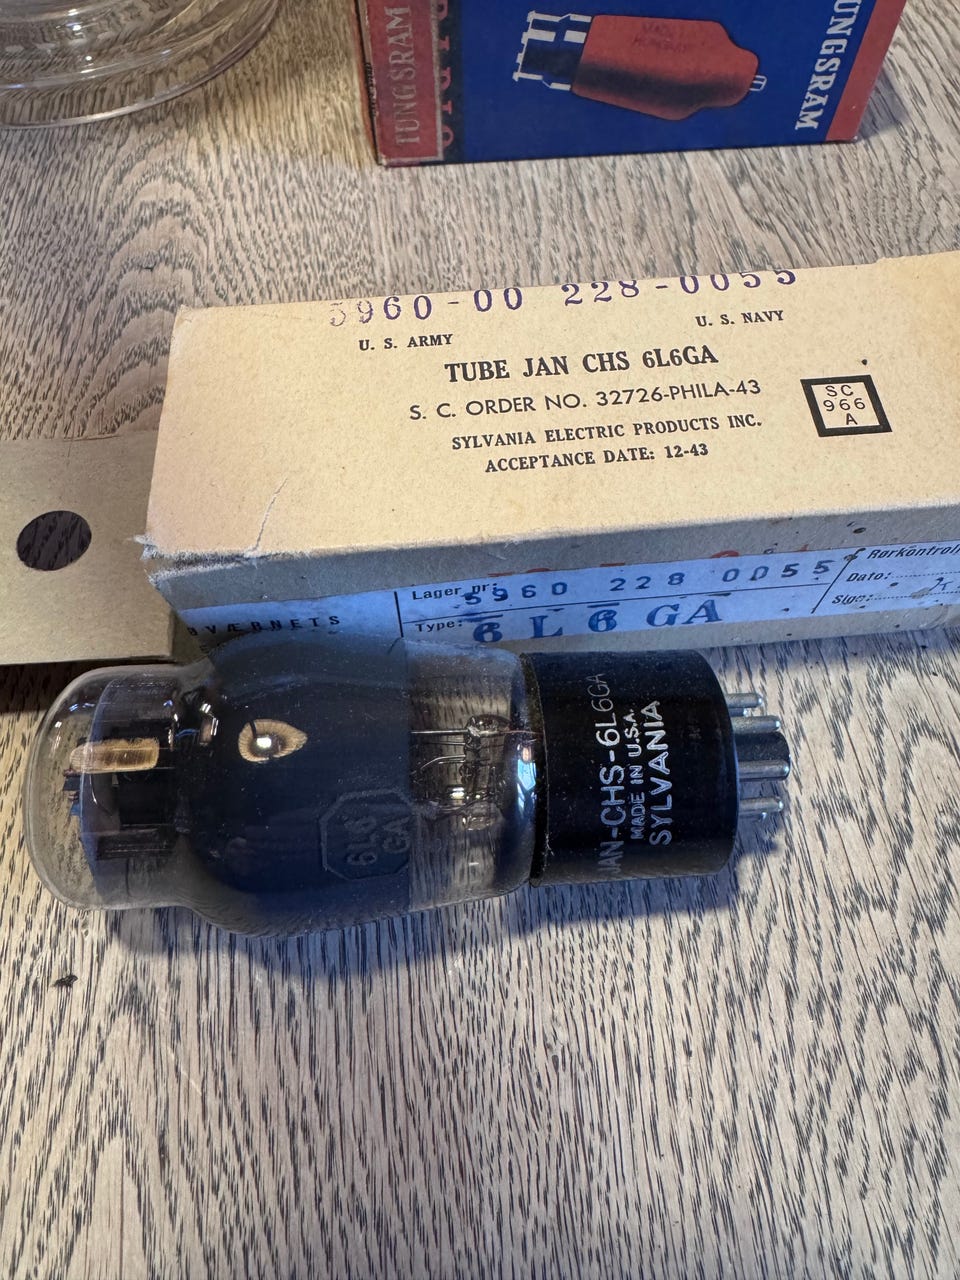 TUNGSRAM
TUNGSRAM
5960-00 228-0055
U. S. ARMY
U. S. NAVY
TUBE JAN CHS 6L6GA
S. C. ORDER NO. 32726-PHILA-43
SYLVANIA ELECTRIC PRODUCTS INC.
ACCEPTANCE DATE: 12-43
SC
966
A
Lager nr:
5960 228 0055
Type:
6L6GA
Rørkontrol
Dato:
Sign:
VÆRNETS
6L6
GA
JAN-CHS-6L6GA
MADE IN U.S.A.
SYLVANIA